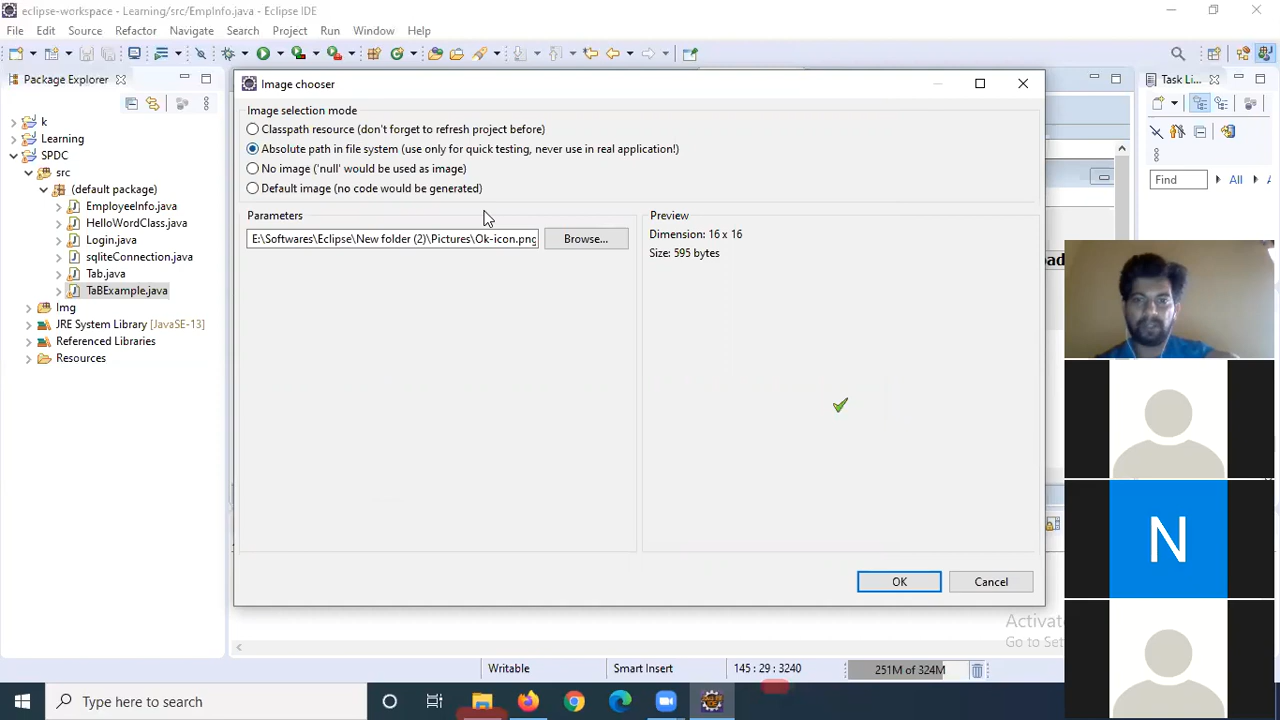 eclipse-workspace - Learning/src/EmpInfo.java - Eclipse IDE
File Edit Source Refactor Navigate Search Project Run Window Help
Package Explorer
k
Learning
SPDC
src
(default package)
EmployeeInfo.java
HelloWordClass.java
Login.java
sqliteConnection.java
Tab.java
TaBExample.java
Img
JRE System Library [JavaSE-13]
Referenced Libraries
Resources
Image chooser
Image selection mode
Classpath resource (don't forget to refresh project before)
Absolute path in file system (use only for quick testing, never use in real application!)
No image ('null' would be used as image)
Default image (no code would be generated)
Parameters
E:\Softwares\Eclipse\New folder (2)\Pictures\Ok-icon.png
Browse...
Preview
Dimension: 16 x 16
Size: 595 bytes
OK
Cancel
Task Li...
Find
All
N
Writable
Smart Insert
145 : 29 : 3240
251M of 324M
Type here to search